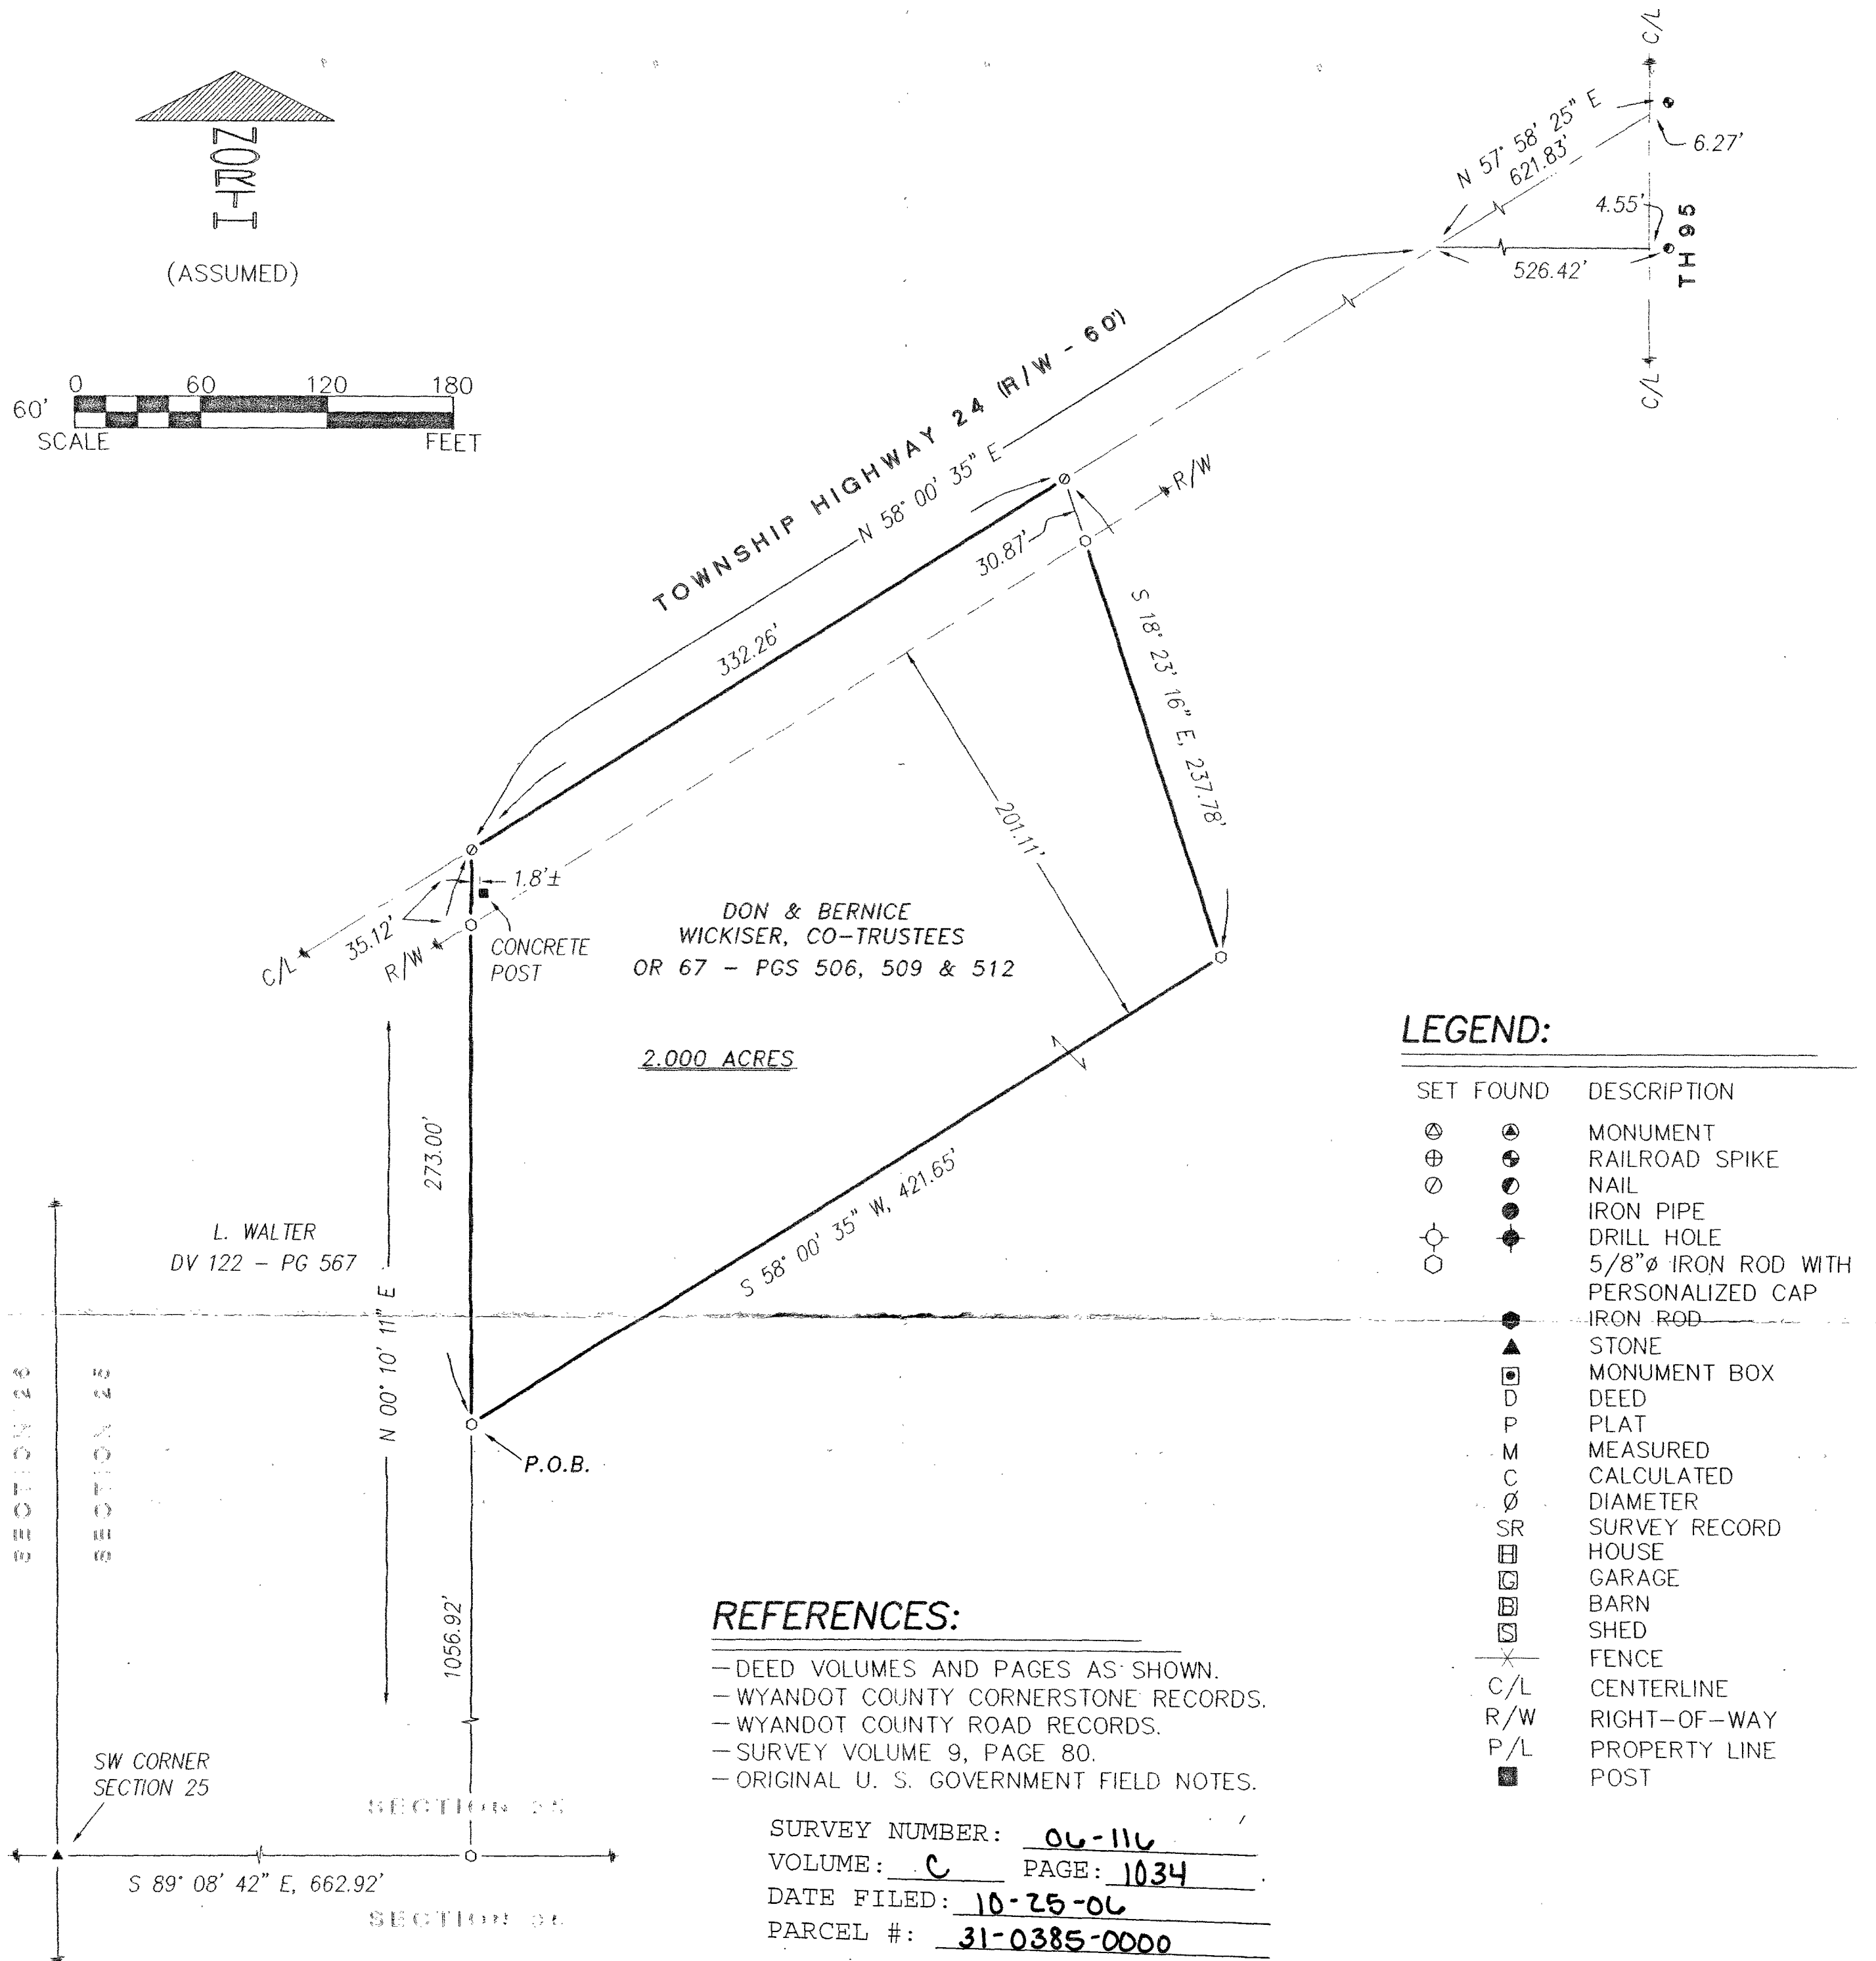 NORTH
(ASSUMED)
0 60 120 180
60'
SCALE FEET
C/L
N 57° 58' 25" E
621.83'
6.27'
4.55'
TH 95
526.42'
C/L
TOWNSHIP HIGHWAY 24 (R/W - 60')
N 58° 00' 35" E
R/W
30.87'
332.26'
S 18° 23' 16" E, 237.78'
201.11'
1.8'±
35.12'
C/L
R/W
CONCRETE
POST
DON & BERNICE
WICKISER, CO-TRUSTEES
OR 67 - PGS 506, 509 & 512
2.000 ACRES
273.00'
S 58° 00' 35" W, 421.65'
L. WALTER
DV 122 - PG 567
N 00° 10' 11" E
P.O.B.
SECTION 26
SECTION 25
1056.92'
SW CORNER
SECTION 25
SECTION 25
S 89° 08' 42" E, 662.92'
SECTION 36
LEGEND:
SET FOUND DESCRIPTION
MONUMENT
RAILROAD SPIKE
NAIL
IRON PIPE
DRILL HOLE
5/8"ø IRON ROD WITH
PERSONALIZED CAP
IRON ROD
STONE
MONUMENT BOX
D DEED
P PLAT
M MEASURED
C CALCULATED
Ø DIAMETER
SR SURVEY RECORD
H HOUSE
G GARAGE
B BARN
S SHED
X FENCE
C/L CENTERLINE
R/W RIGHT-OF-WAY
P/L PROPERTY LINE
POST
REFERENCES:
- DEED VOLUMES AND PAGES AS SHOWN.
- WYANDOT COUNTY CORNERSTONE RECORDS.
- WYANDOT COUNTY ROAD RECORDS.
- SURVEY VOLUME 9, PAGE 80.
- ORIGINAL U. S. GOVERNMENT FIELD NOTES.
SURVEY NUMBER: 06-116
VOLUME: C PAGE: 1034
DATE FILED: 10-25-06
PARCEL #: 31-0385-0000